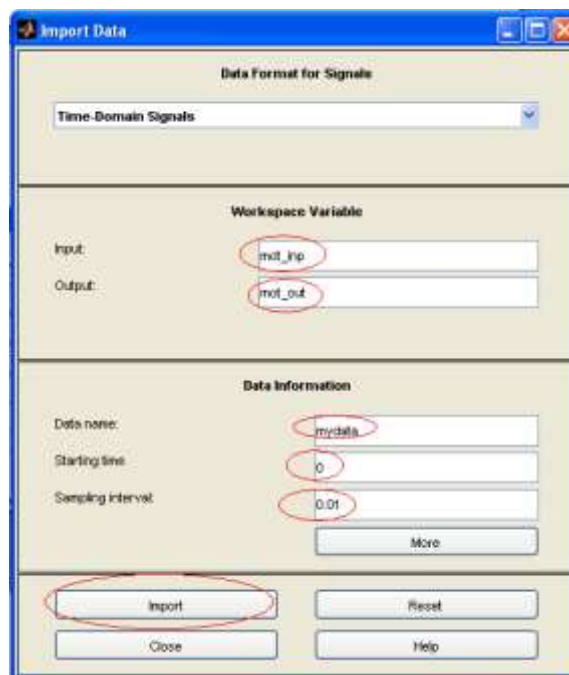 Import Data
Data Format for Signals
Time-Domain Signals
Workspace Variable
Input:
mot_inp
Output:
mot_out
Data Information
Data name:
mydata
Starting time
0
Sampling interval:
0.01
More
Import
Reset
Close
Help